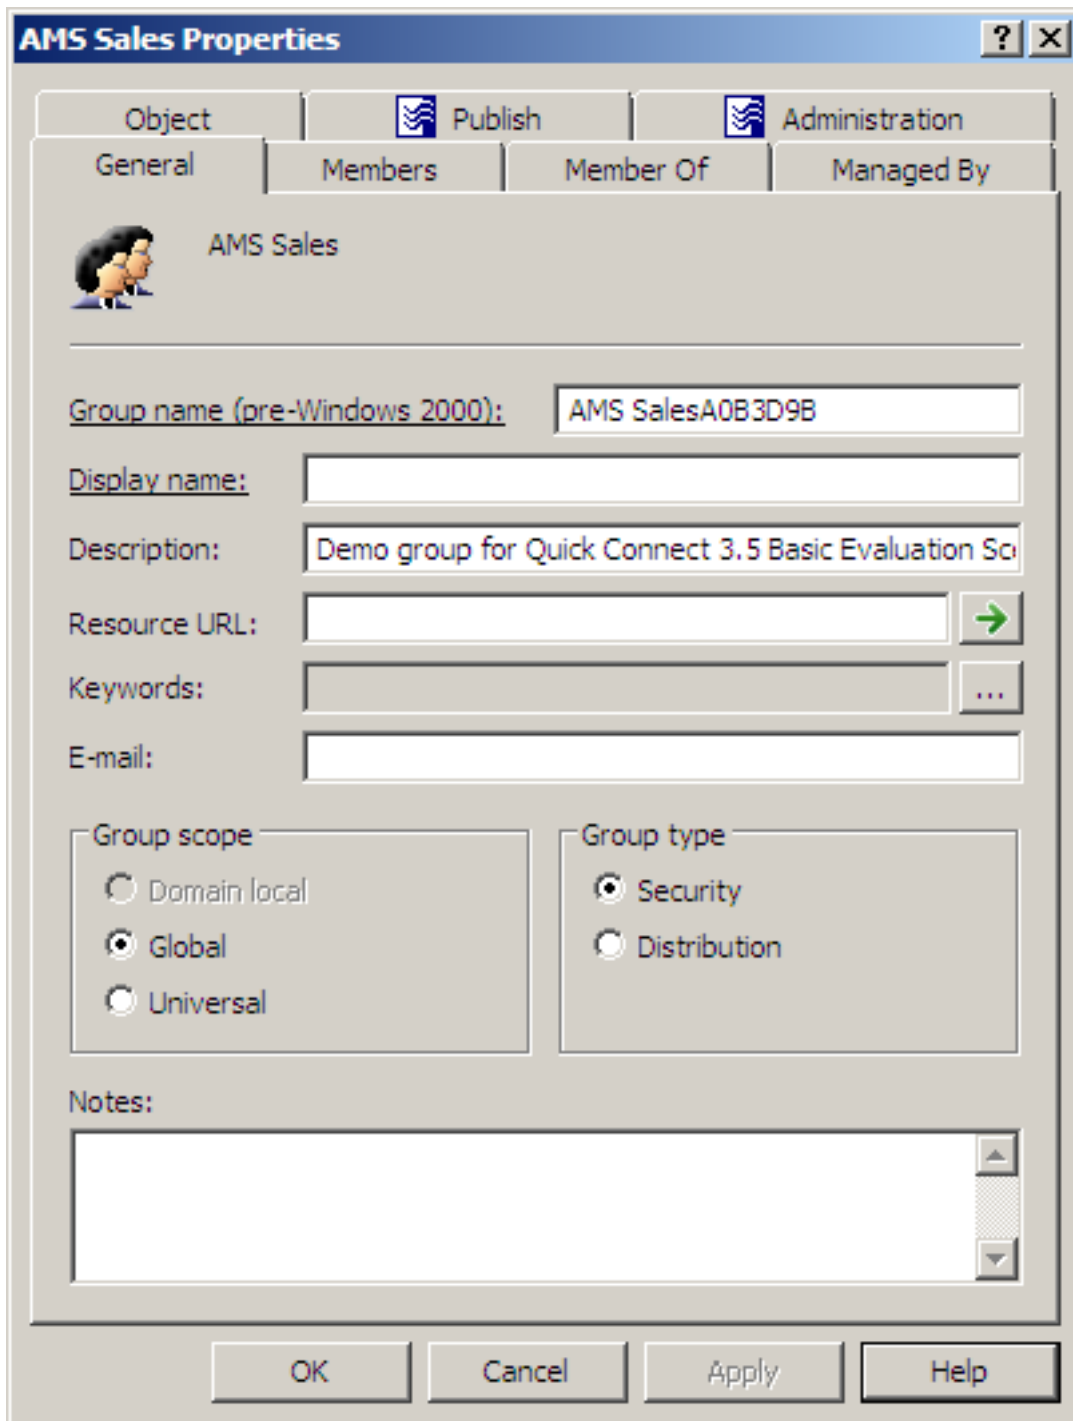 AMS Sales Properties
Object Publish Administration
General Members Member Of Managed By
AMS Sales
Group name (pre-Windows 2000): AMS SalesA0B3D9B
Display name:
Description: Demo group for Quick Connect 3.5 Basic Evaluation Sc
Resource URL:
Keywords: ...
E-mail:
Group scope Group type
Domain local Security
Global Distribution
Universal
Notes:
OK Cancel Apply Help